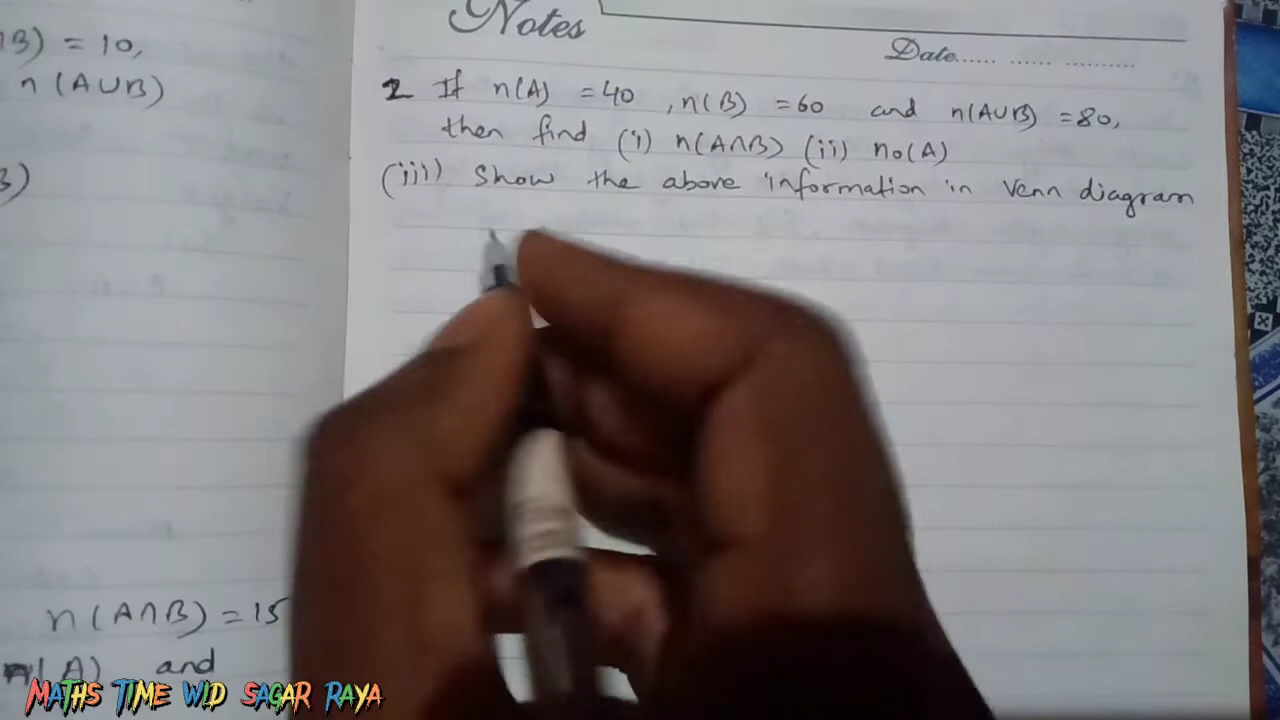 ∩B) = 10,
n(A∪B)
B)
n(A∩B) = 15
n(A) and
Notes
Date...... ...... ..........
2 If n(A) = 40 , n(B) = 60 and n(A∪B) = 80,
then find (i) n(A∩B) (ii) no(A)
(iii) Show the above information in Venn diagram
MATHS TIME WID SAGAR RAYA